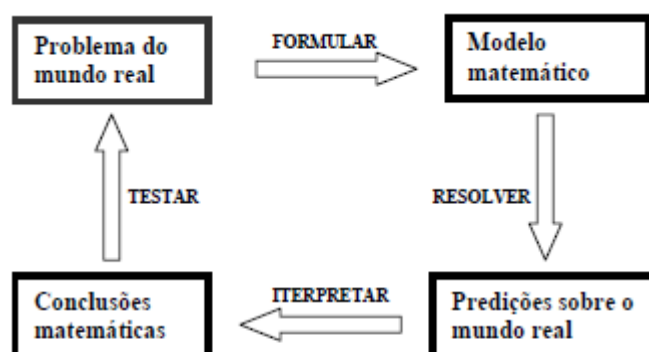 Problema do
mundo real
FORMULAR
Modelo
matemático
TESTAR
RESOLVER
Conclusões
matemáticas
ITERPRETAR
Predições sobre o
mundo real